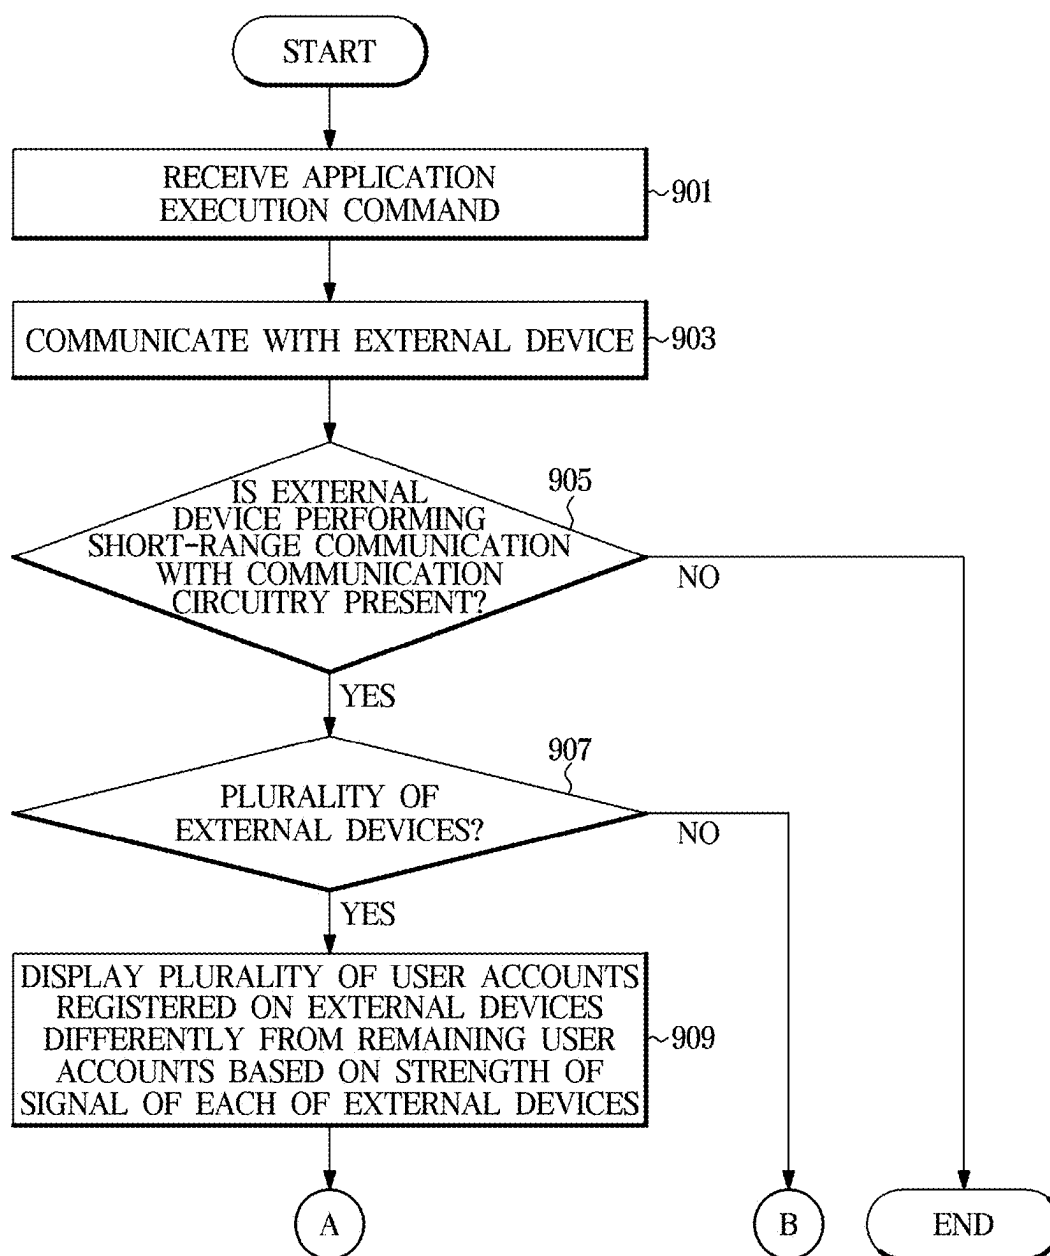 START
RECEIVE APPLICATION
EXECUTION COMMAND
901
COMMUNICATE WITH EXTERNAL DEVICE
903
905
IS EXTERNAL
DEVICE PERFORMING
SHORT-RANGE COMMUNICATION
WITH COMMUNICATION
CIRCUITRY PRESENT?
NO
YES
907
PLURALITY OF
EXTERNAL DEVICES?
NO
YES
DISPLAY PLURALITY OF USER ACCOUNTS
REGISTERED ON EXTERNAL DEVICES
DIFFERENTLY FROM REMAINING USER
ACCOUNTS BASED ON STRENGTH OF
SIGNAL OF EACH OF EXTERNAL DEVICES
909
A
B
END